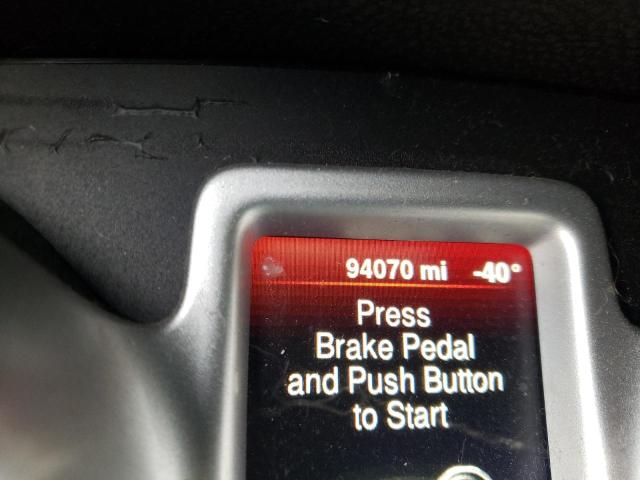 94070 mi -40°
Press
Brake Pedal
and Push Button
to Start